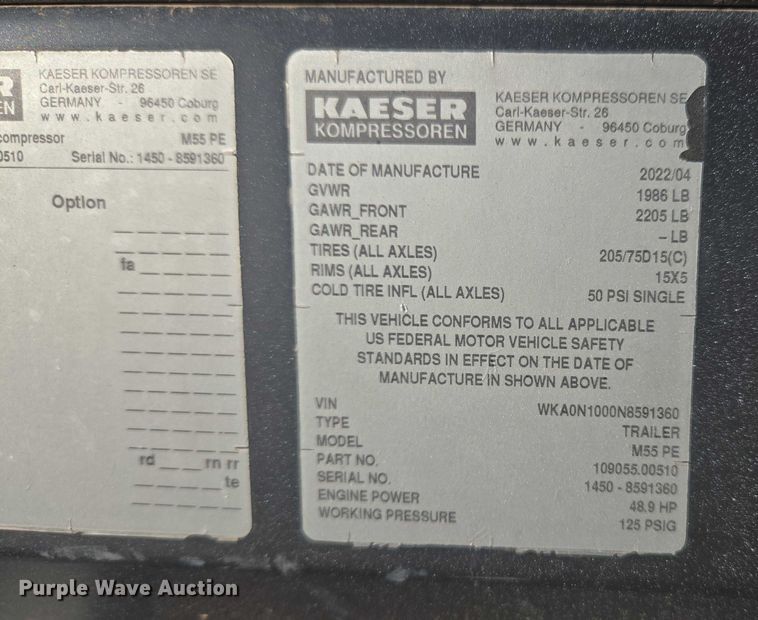 R
EN
KAESER KOMPRESSOREN SE
Carl-Kaeser-Str. 26
GERMANY - 96450 Coburg
www.kaeser.com
compressor M55 PE
0510 Serial No.: 1450 - 8591360
Option
fa
rd rn rr
te
MANUFACTURED BY
KAESER
KOMPRESSOREN
KAESER KOMPRESSOREN SE
Carl-Kaeser-Str. 26
GERMANY - 96450 Coburg
www.kaeser.com
DATE OF MANUFACTURE 2022/04
GVWR 1986 LB
GAWR_FRONT 2205 LB
GAWR_REAR – LB
TIRES (ALL AXLES) 205/75D15(C)
RIMS (ALL AXLES) 15X5
COLD TIRE INFL (ALL AXLES) 50 PSI SINGLE
THIS VEHICLE CONFORMS TO ALL APPLICABLE
US FEDERAL MOTOR VEHICLE SAFETY
STANDARDS IN EFFECT ON THE DATE OF
MANUFACTURE IN SHOWN ABOVE.
VIN WKA0N1000N8591360
TYPE TRAILER
MODEL M55 PE
PART NO. 109055.00510
SERIAL NO. 1450 - 8591360
ENGINE POWER 48.9 HP
WORKING PRESSURE 125 PSIG
Purple Wave Auction